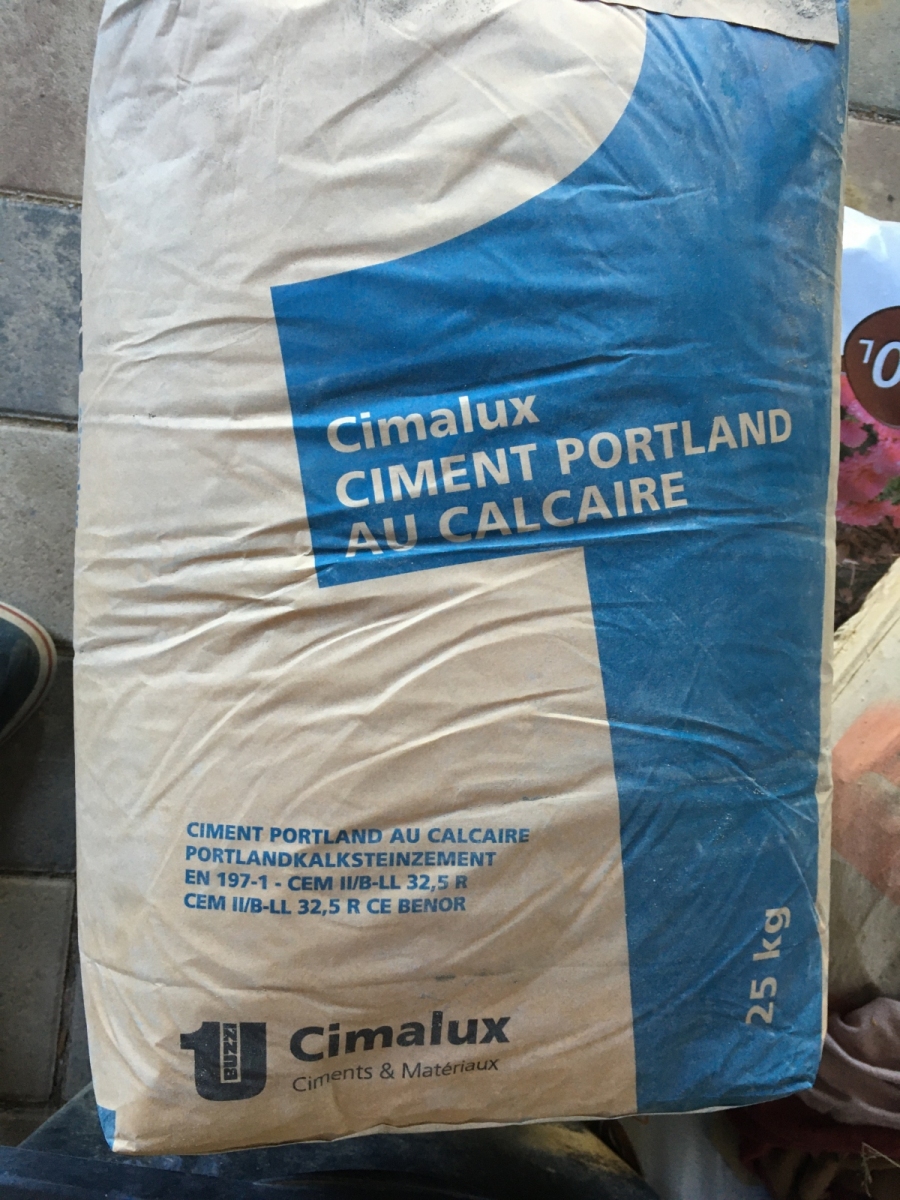 Cimalux
CIMENT PORTLAND
AU CALCAIRE
CIMENT PORTLAND AU CALCAIRE
PORTLANDKALKSTEINZEMENT
EN 197-1 - CEM II/B-LL 32,5 R
CEM II/B-LL 32,5 R CE BENOR
25 kg
BUZZI
Cimalux
Ciments & Matériaux